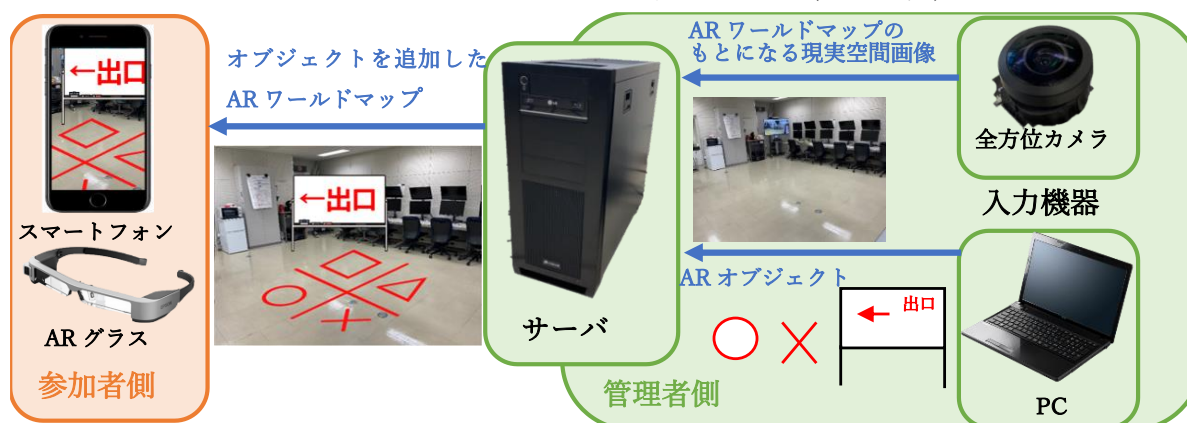 ←出口
スマートフォン
ARグラス
参加者側
オブジェクトを追加した
ARワールドマップ
←出口
サーバ
ARワールドマップの
もとになる現実空間画像
全方位カメラ
入力機器
ARオブジェクト
← 出口
管理者側
PC